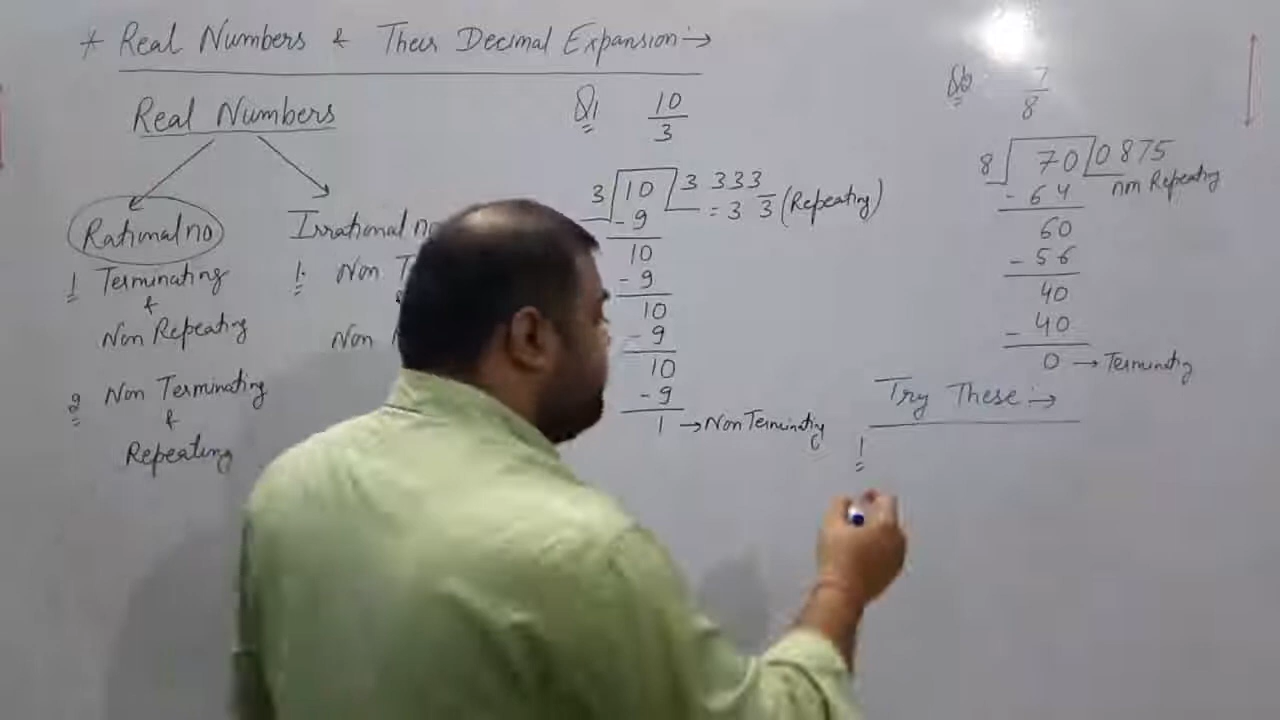 * Real Numbers & Their Decimal Expansion :→
Real Numbers
Rational no
1 Terminating
&
Non Repeating
2 Non Terminating
&
Repeating
Irrational no
1. Non
Non
Q1 10/3
3 10 3 333
= 3 3 (Repeating)
- 9
10
- 9
10
- 9
10
- 9
1 → Non Terminating
Q2 7/8
8 70 0 875
non Repeating
- 64
60
- 56
40
- 40
0 → Terminating
Try These :→
1